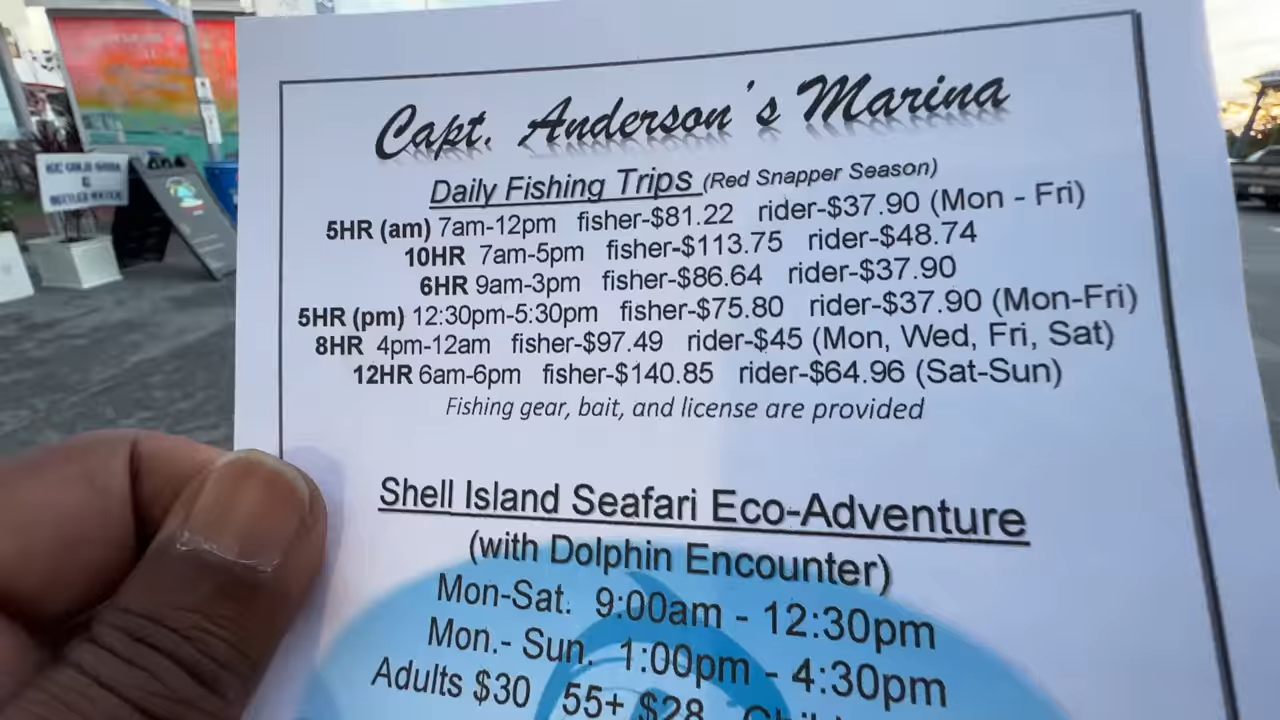 Capt. Anderson's Marina
Daily Fishing Trips (Red Snapper Season)
5HR (am) 7am-12pm fisher-$81.22 rider-$37.90 (Mon - Fri)
10HR 7am-5pm fisher-$113.75 rider-$48.74
6HR 9am-3pm fisher-$86.64 rider-$37.90
5HR (pm) 12:30pm-5:30pm fisher-$75.80 rider-$37.90 (Mon-Fri)
8HR 4pm-12am fisher-$97.49 rider-$45 (Mon, Wed, Fri, Sat)
12HR 6am-6pm fisher-$140.85 rider-$64.96 (Sat-Sun)
Fishing gear, bait, and license are provided
Shell Island Seafari Eco-Adventure
(with Dolphin Encounter)
Mon-Sat. 9:00am - 12:30pm
Mon.- Sun. 1:00pm - 4:30pm
Adults $30 55+ $28
ICE COLD SODA
&
BOTTLED WATER